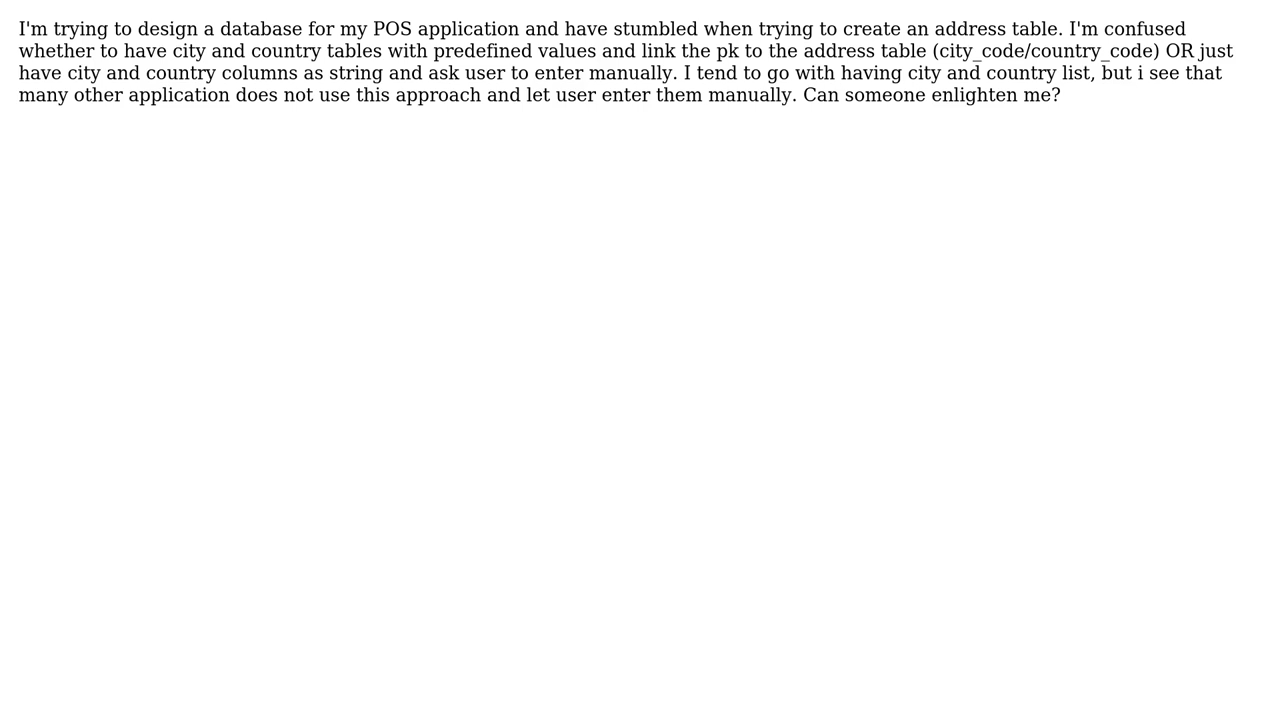 I'm trying to design a database for my POS application and have stumbled when trying to create an address table. I'm confused
whether to have city and country tables with predefined values and link the pk to the address table (city_code/country_code) OR just
have city and country columns as string and ask user to enter manually. I tend to go with having city and country list, but i see that
many other application does not use this approach and let user enter them manually. Can someone enlighten me?